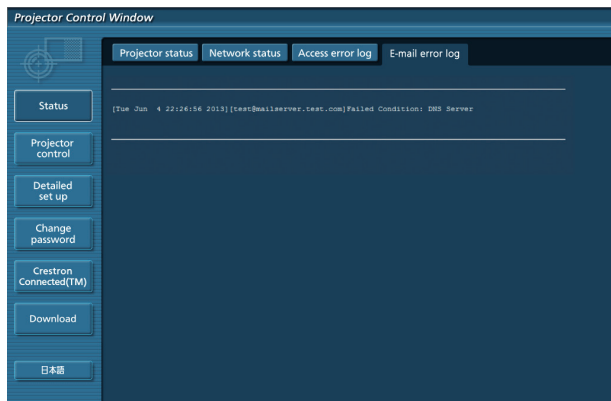 Projector Control Window
Projector status Network status Access error log E-mail error log
Status
[Tue Jun  4 22:26:56 2013][test@mailserver.test.com]Failed Condition: DNS Server
Projector
control
Detailed
set up
Change
password
Crestron
Connected(TM)
Download
日本語